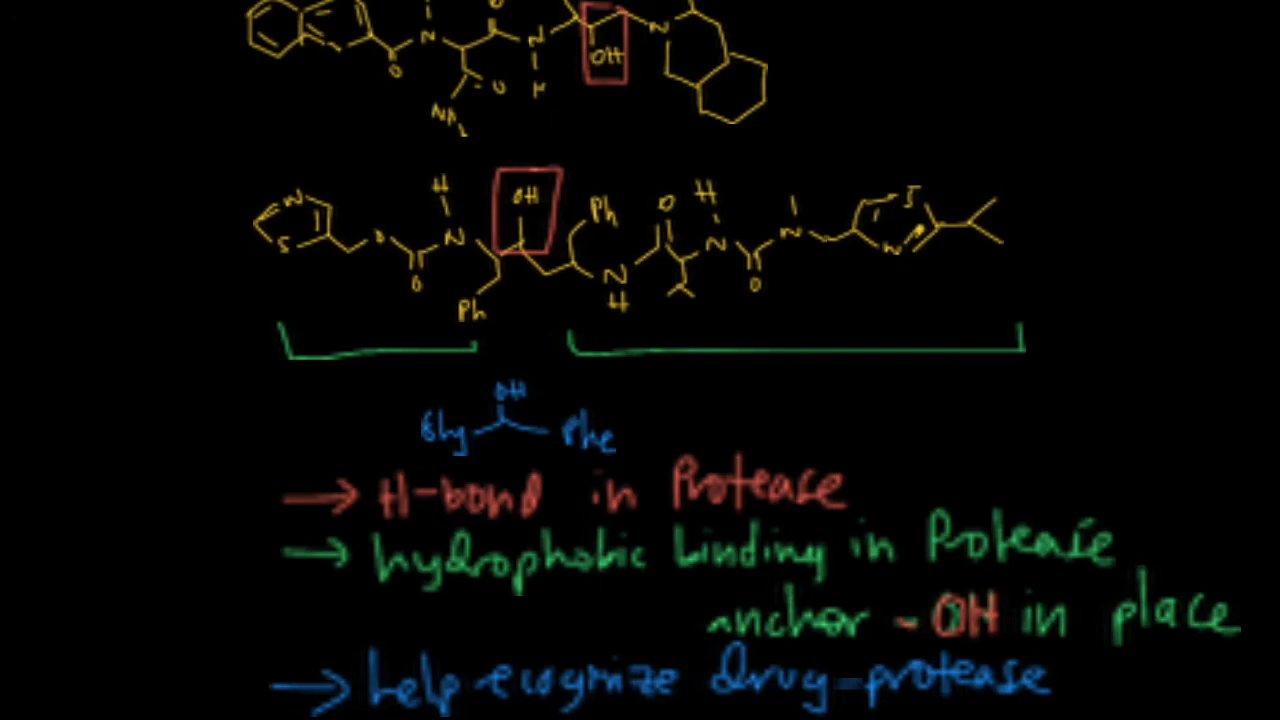 N N
O O N OH
H
NH2
N H OH Ph O H S
S O N N N N
O H O N
Ph
OH
Gly Phe
→ H-bond in Protease
→ hydrophobic binding in Protease
anchor - OH in place
→ help recognize drug-protease